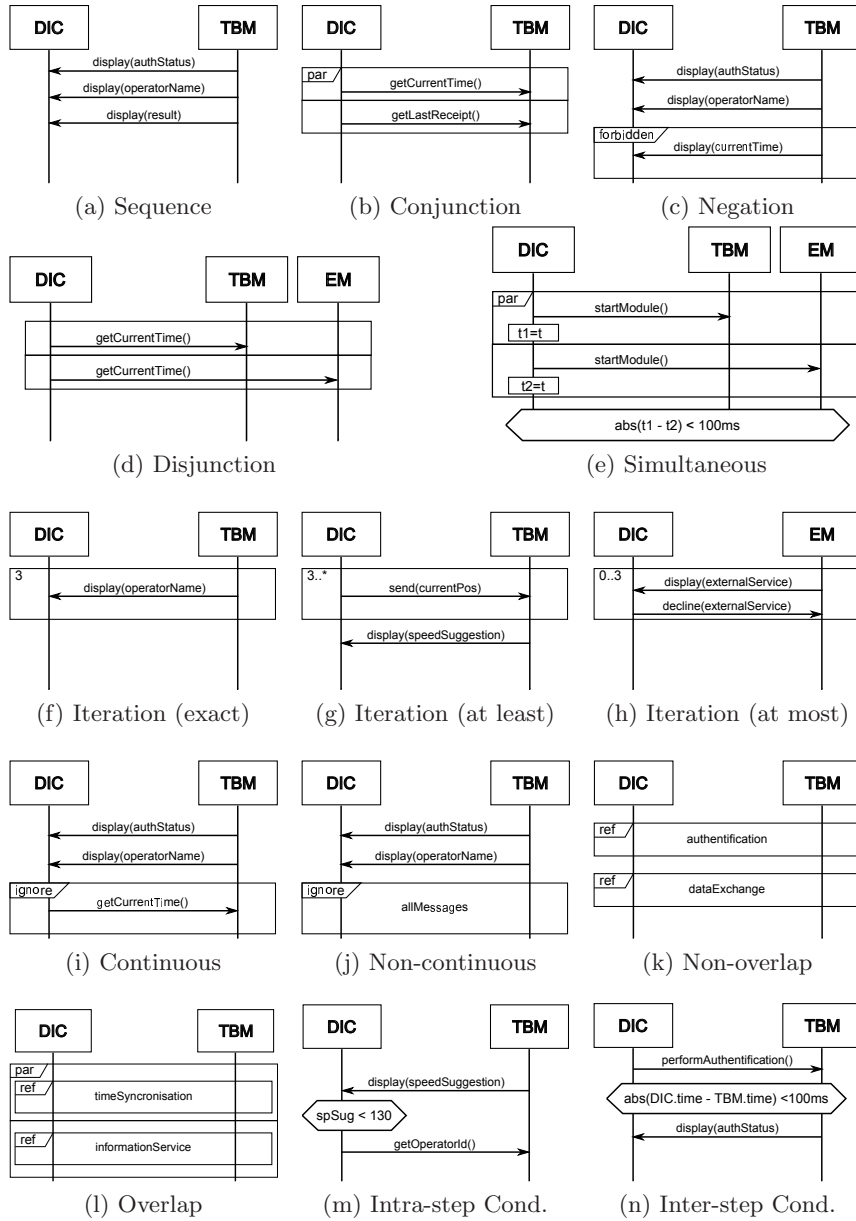 DIC TBM
display(authStatus)
display(operatorName)
display(result)
(a) Sequence
DIC TBM
par
getCurrentTime()
getLastReceipt()
(b) Conjunction
DIC TBM
display(authStatus)
display(operatorName)
forbidden
display(currentTime)
(c) Negation
DIC TBM EM
getCurrentTime()
getCurrentTime()
(d) Disjunction
DIC TBM EM
par
startModule()
t1=t
startModule()
t2=t
abs(t1 - t2) < 100ms
(e) Simultaneous
DIC TBM
3
display(operatorName)
(f) Iteration (exact)
DIC TBM
3..*
send(currentPos)
display(speedSuggestion)
(g) Iteration (at least)
DIC EM
0..3
display(externalService)
decline(externalService)
(h) Iteration (at most)
DIC TBM
display(authStatus)
display(operatorName)
ignore
getCurrentTime()
(i) Continuous
DIC TBM
display(authStatus)
display(operatorName)
ignore
allMessages
(j) Non-continuous
DIC TBM
ref
authentification
ref
dataExchange
(k) Non-overlap
DIC TBM
par
ref
timeSyncronisation
ref
informationService
(l) Overlap
DIC TBM
display(speedSuggestion)
spSug < 130
getOperatorId()
(m) Intra-step Cond.
DIC TBM
performAuthentification()
abs(DIC.time - TBM.time) <100ms
display(authStatus)
(n) Inter-step Cond.